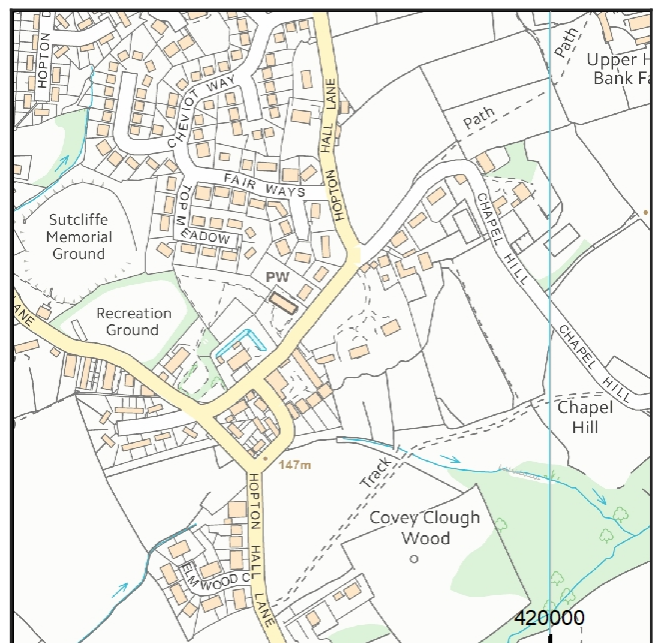 HOPTON
Path
Upper H
Bank Fa
CHEVIOT WAY
HOPTON HALL LANE
Path
FAIR WAYS
TOP MEADOW
CHAPEL HILL
Sutcliffe
Memorial
Ground
PW
ANE
Recreation
Ground
CHAPEL HILL
Chapel
Hill
147m
Track
HOPTON HALL LANE
Covey Clough
Wood
ELMWOOD C
420000